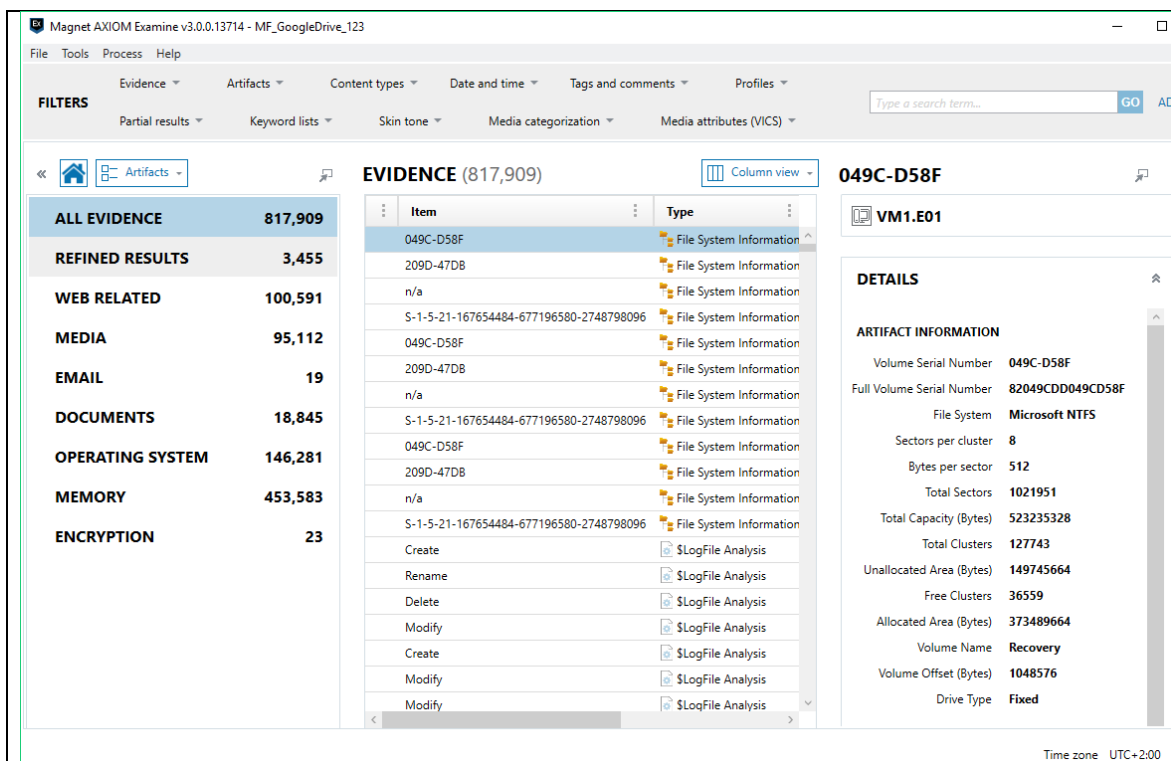 Magnet AXIOM Examine v3.0.0.13714 - MF_GoogleDrive_123
File Tools Process Help
FILTERS
Evidence Artifacts Content types Date and time Tags and comments Profiles
Partial results Keyword lists Skin tone Media categorization Media attributes (VICS)
Type a search term... GO AD
Artifacts
ALL EVIDENCE 817,909
REFINED RESULTS 3,455
WEB RELATED 100,591
MEDIA 95,112
EMAIL 19
DOCUMENTS 18,845
OPERATING SYSTEM 146,281
MEMORY 453,583
ENCRYPTION 23
EVIDENCE (817,909)
Column view
Item Type
049C-D58F File System Information
209D-47DB File System Information
n/a File System Information
S-1-5-21-167654484-677196580-2748798096 File System Information
049C-D58F File System Information
209D-47DB File System Information
n/a File System Information
S-1-5-21-167654484-677196580-2748798096 File System Information
049C-D58F File System Information
209D-47DB File System Information
n/a File System Information
S-1-5-21-167654484-677196580-2748798096 File System Information
Create $LogFile Analysis
Rename $LogFile Analysis
Delete $LogFile Analysis
Modify $LogFile Analysis
Create $LogFile Analysis
Modify $LogFile Analysis
Modify $LogFile Analysis
049C-D58F
VM1.E01
DETAILS
ARTIFACT INFORMATION
Volume Serial Number 049C-D58F
Full Volume Serial Number 82049CDD049CD58F
File System Microsoft NTFS
Sectors per cluster 8
Bytes per sector 512
Total Sectors 1021951
Total Capacity (Bytes) 523235328
Total Clusters 127743
Unallocated Area (Bytes) 149745664
Free Clusters 36559
Allocated Area (Bytes) 373489664
Volume Name Recovery
Volume Offset (Bytes) 1048576
Drive Type Fixed
Time zone UTC+2:00